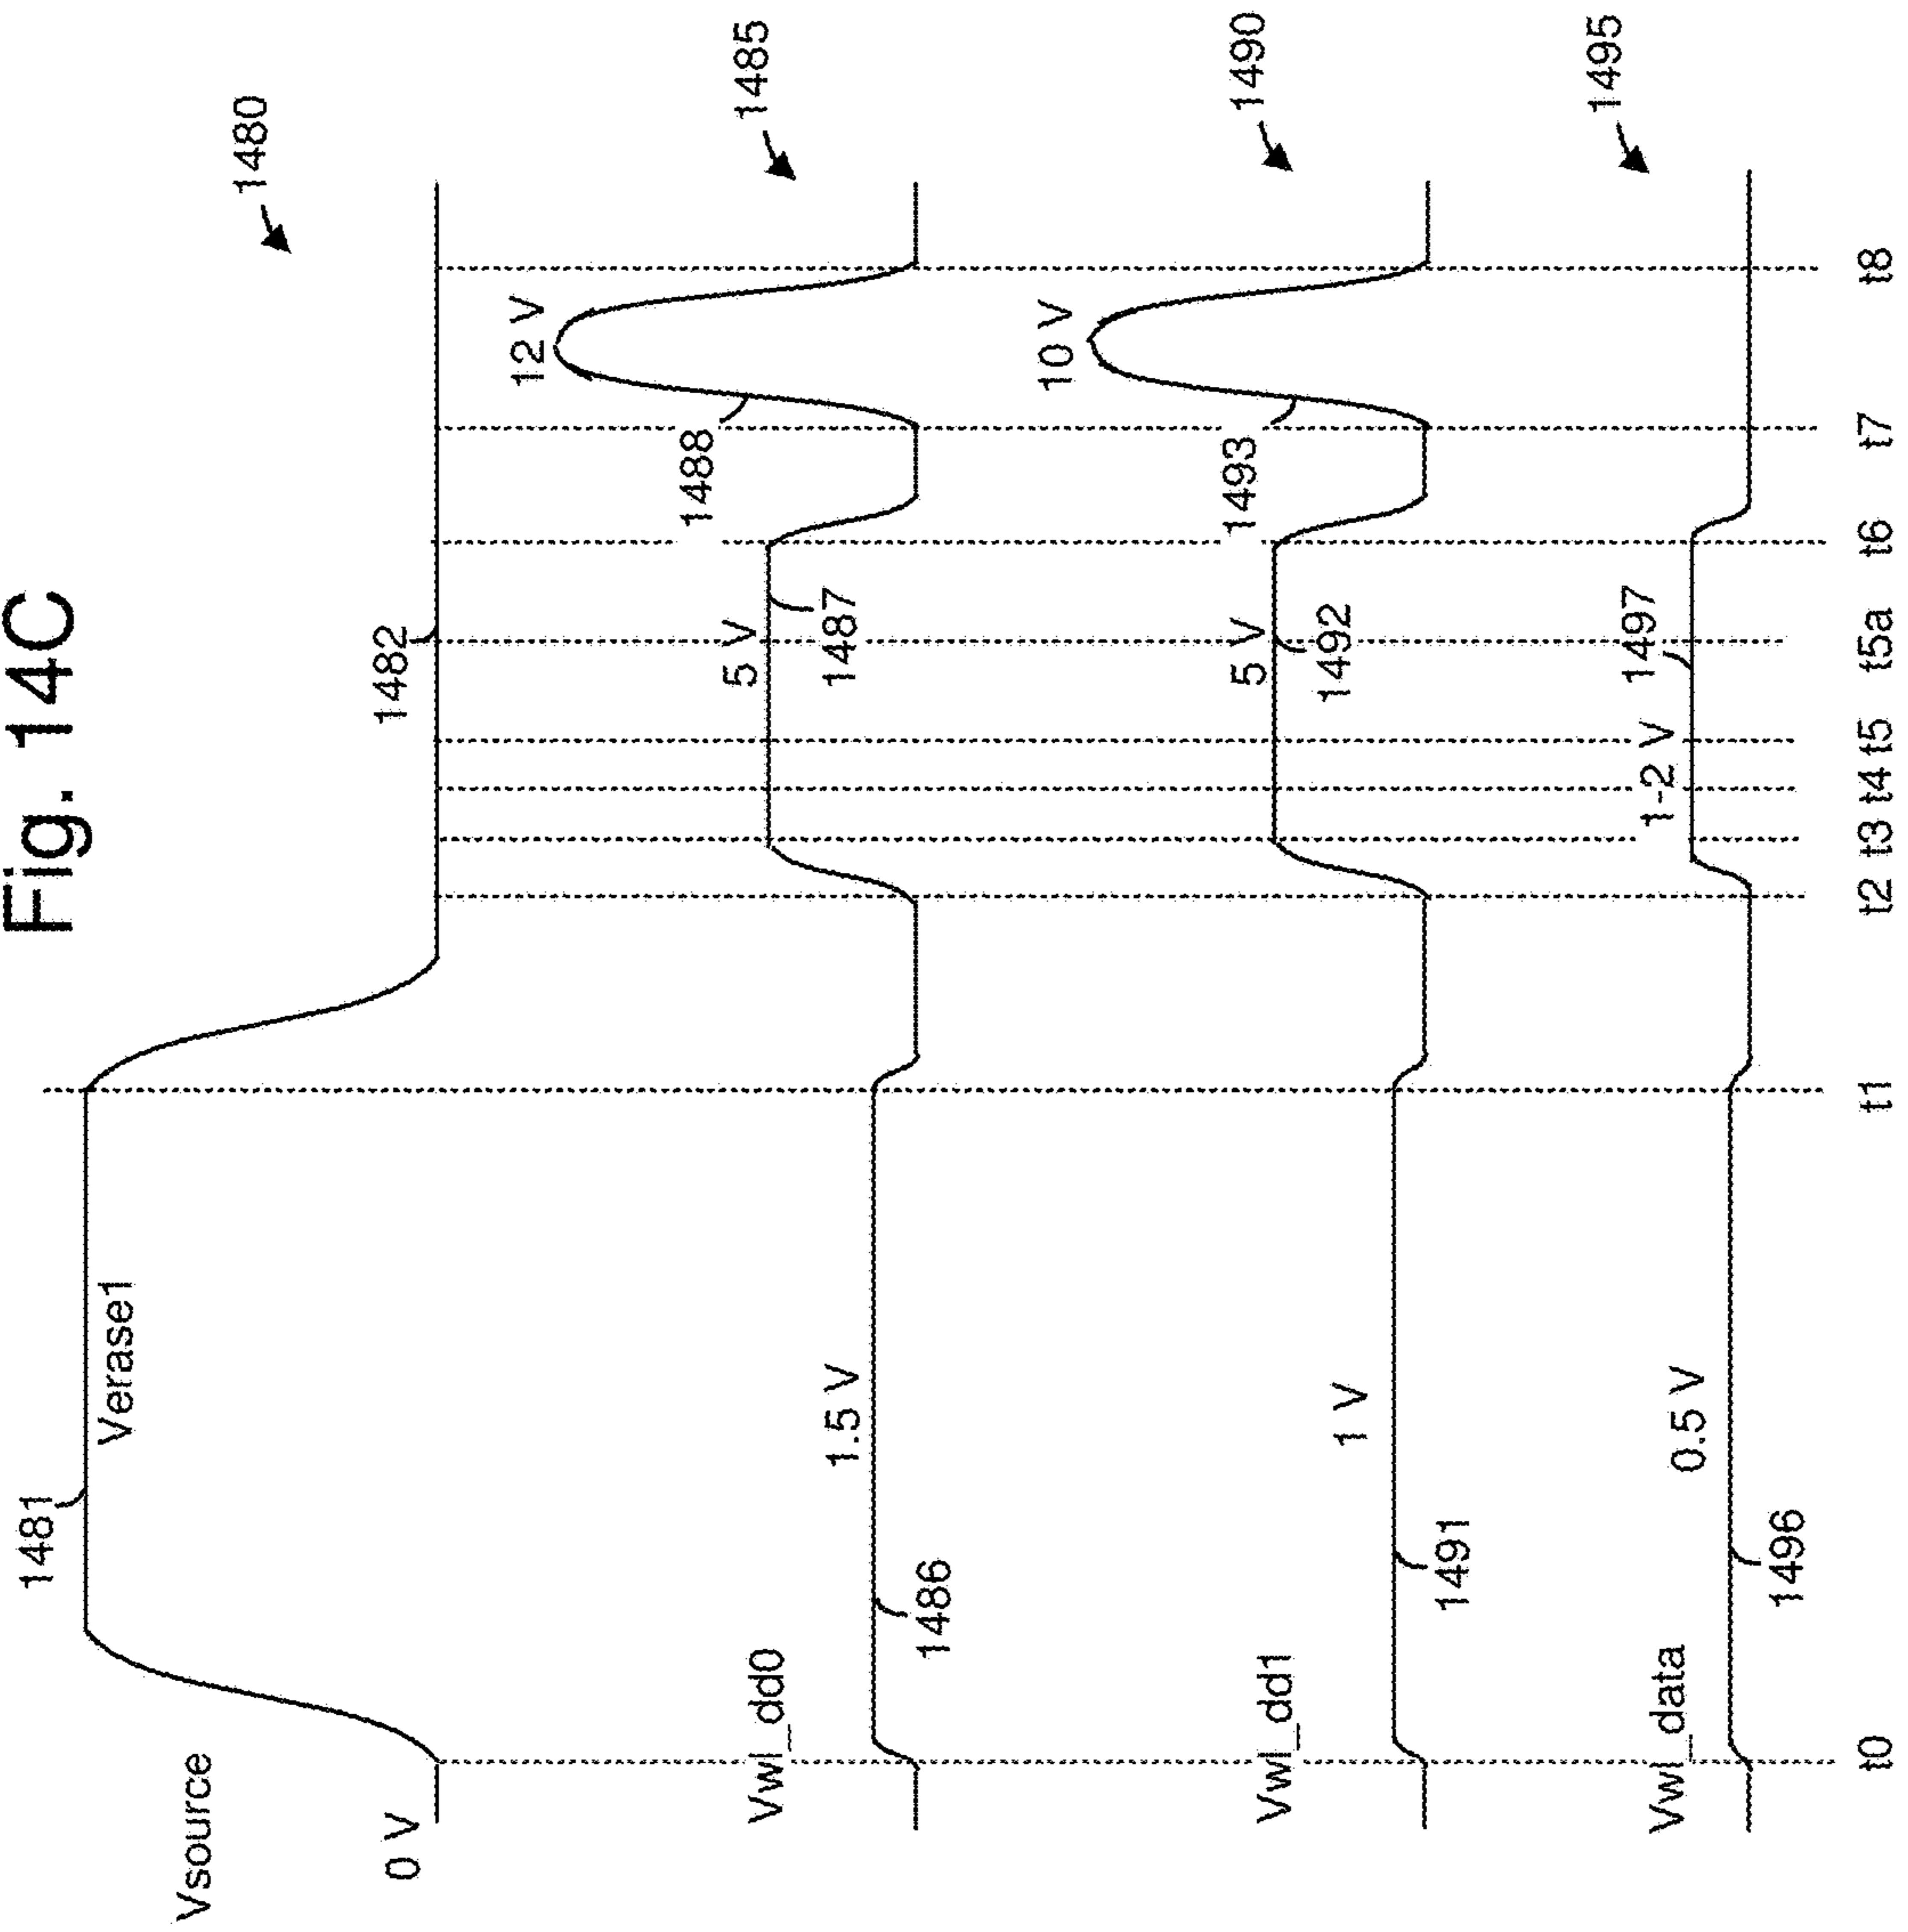 Fig. 14C
1480
Vsource
1481
Verase1
1482
0 V
1485
Vwl_dd0
1486
1.5 V
5 V
1487
1488
12 V
1490
Vwl_dd1
1491
1 V
5 V
1492
1493
10 V
1495
Vwl_data
1496
0.5 V
1-2 V
1497
t0 t1 t2 t3 t4 t5 t5a t6 t7 t8